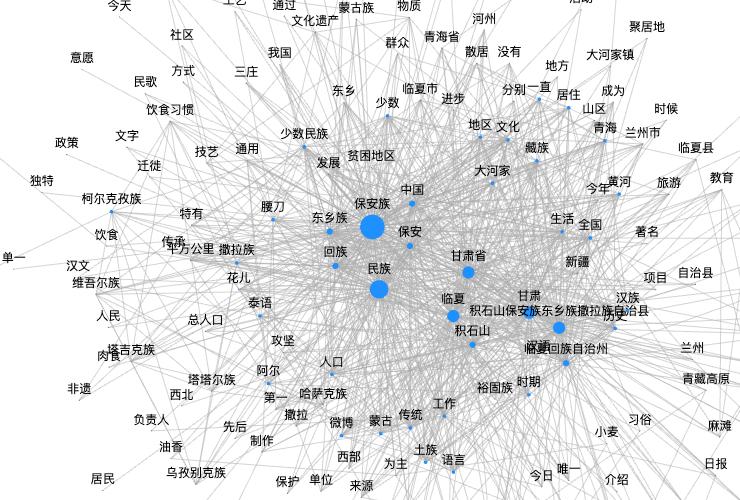 今天
工艺
通过
蒙古族
物质
活动
文化遗产
河州
聚居地
社区
群众
青海省
意愿
我国
散居
没有
大河家镇
方式
三庄
地方
民歌
东乡
临夏市
分别
一直
居住
成为
饮食习惯
少数
进步
山区
时候
政策
文字
少数民族
地区
文化
青海
兰州市
技艺
通用
贫困地区
藏族
临夏县
迁徙
发展
大河家
独特
中国
今年
黄河
旅游
教育
柯尔克孜族
保安族
特有
腰刀
东乡族
生活
全国
著名
饮食
传承
保安
平方公里
撒拉族
回族
甘肃省
单一
汉文
民族
新疆
维吾尔族
花儿
项目
自治县
泰语
临夏
甘肃
汉族
人民
总人口
积石山保安族东乡族撒拉族自治县
历史
积石山
攻坚
肉食
塔吉克族
临夏回族自治州
兰州
人口
阿尔
塔塔尔族
时期
青藏高原
非遗
西北
第一
哈萨克族
裕固族
撒拉
工作
负责人
先后
微博
蒙古
传统
习俗
麻滩
制作
小麦
油香
土族
西部
为主
语言
日报
乌孜别克族
唯一
居民
保护
单位
来源
今日
介绍